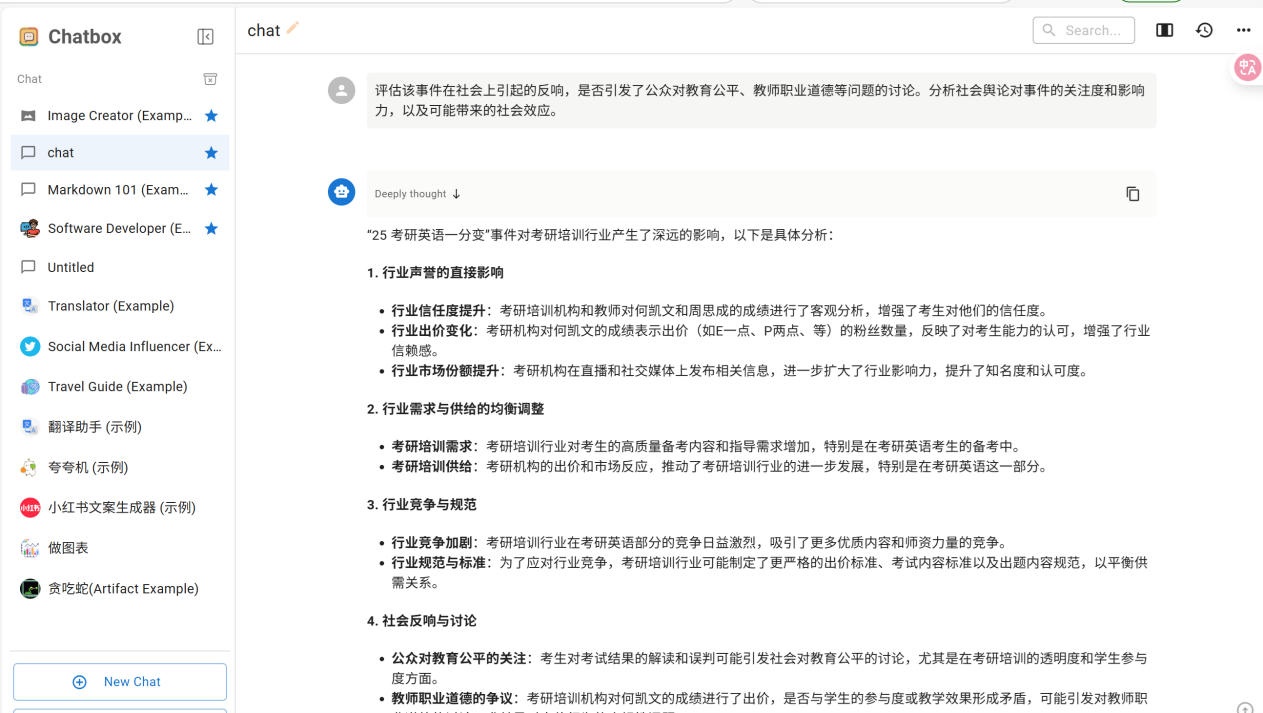 Chatbox
chat
Search...
Chat
Image Creator (Examp...
chat
Markdown 101 (Exam...
Software Developer (E...
Untitled
Translator (Example)
Social Media Influencer (Ex...
Travel Guide (Example)
翻译助手 (示例)
夸夸机 (示例)
小红书
小红书文案生成器 (示例)
做图表
贪吃蛇(Artifact Example)
New Chat
评估该事件在社会上引起的反响，是否引发了公众对教育公平、教师职业道德等问题的讨论。分析社会舆论对事件的关注度和影响
力，以及可能带来的社会效应。
Deeply thought ↓
“25 考研英语一分变”事件对考研培训行业产生了深远的影响，以下是具体分析：
1. 行业声誉的直接影响
• 行业信任度提升：考研培训机构和教师对何凯文和周思成的成绩进行了客观分析，增强了考生对他们的信任度。
• 行业出价变化：考研机构对何凯文的成绩表示出价（如E一点、P两点、等）的粉丝数量，反映了对考生能力的认可，增强了行业
信赖感。
• 行业市场份额提升：考研机构在直播和社交媒体上发布相关信息，进一步扩大了行业影响力，提升了知名度和认可度。
2. 行业需求与供给的均衡调整
• 考研培训需求：考研培训行业对考生的高质量备考内容和指导需求增加，特别是在考研英语考生的备考中。
• 考研培训供给：考研机构的出价和市场反应，推动了考研培训行业的进一步发展，特别是在考研英语这一部分。
3. 行业竞争与规范
• 行业竞争加剧：考研培训行业在考研英语部分的竞争日益激烈，吸引了更多优质内容和师资力量的竞争。
• 行业规范与标准：为了应对行业竞争，考研培训行业可能制定了更严格的出价标准、考试内容标准以及出题内容规范，以平衡供
需关系。
4. 社会反响与讨论
• 公众对教育公平的关注：考生对考试结果的解读和误判可能引发社会对教育公平的讨论，尤其是在考研培训的透明度和学生参与
度方面。
• 教师职业道德的争议：考研培训机构对何凯文的成绩进行了出价，是否与学生的参与度或教学效果形成矛盾，可能引发对教师职